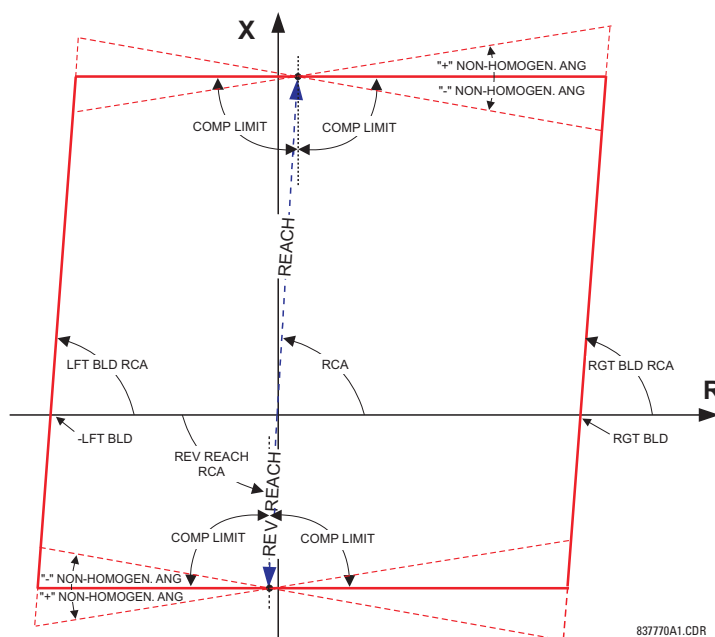 X
"+" NON-HOMOGEN. ANG
"-" NON-HOMOGEN. ANG
COMP LIMIT
COMP LIMIT
REACH
LFT BLD RCA
RCA
RGT BLD RCA
R
-LFT BLD
RGT BLD
REV REACH
RCA
REV REACH
COMP LIMIT
COMP LIMIT
"-" NON-HOMOGEN. ANG
"+" NON-HOMOGEN. ANG
837770A1.CDR